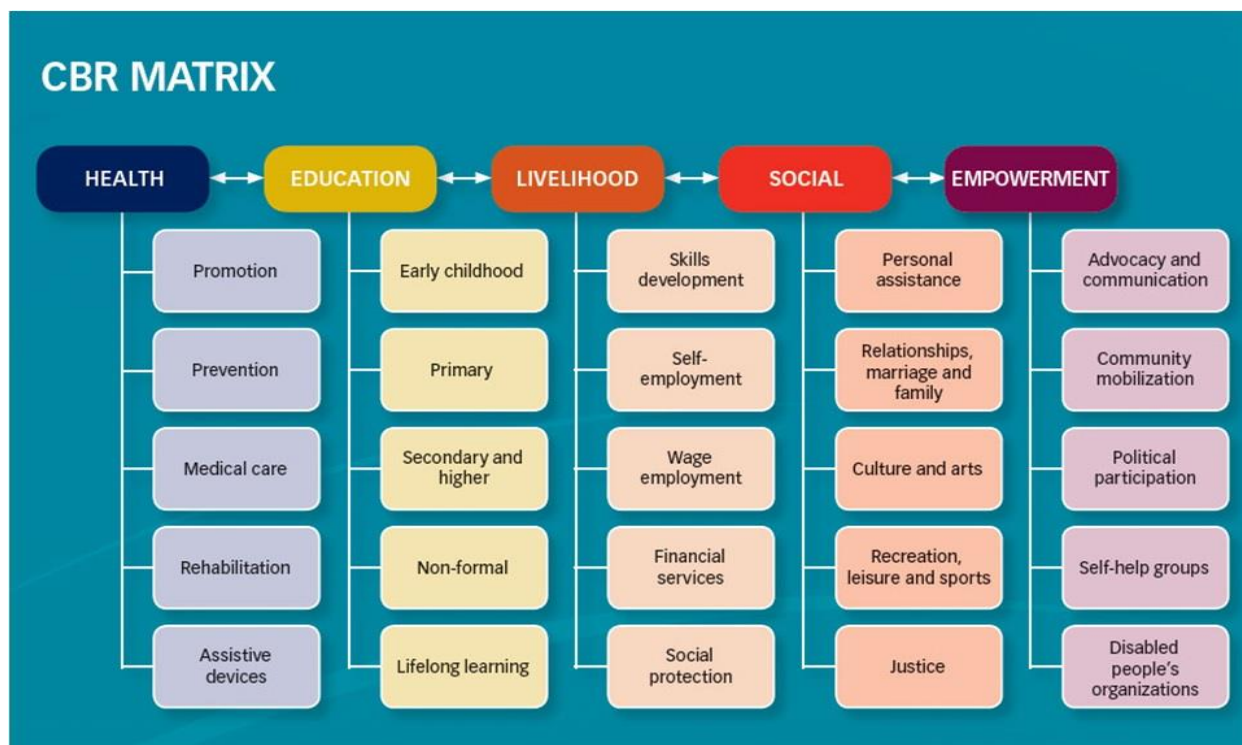 CBR MATRIX
HEALTH
EDUCATION
LIVELIHOOD
SOCIAL
EMPOWERMENT
Promotion
Prevention
Medical care
Rehabilitation
Assistive
devices
Early childhood
Primary
Secondary and
higher
Non-formal
Lifelong learning
Skills
development
Self-
employment
Wage
employment
Financial
services
Social
protection
Personal
assistance
Relationships,
marriage and
family
Culture and arts
Recreation,
leisure and sports
Justice
Advocacy and
communication
Community
mobilization
Political
participation
Self-help groups
Disabled
people's
organizations